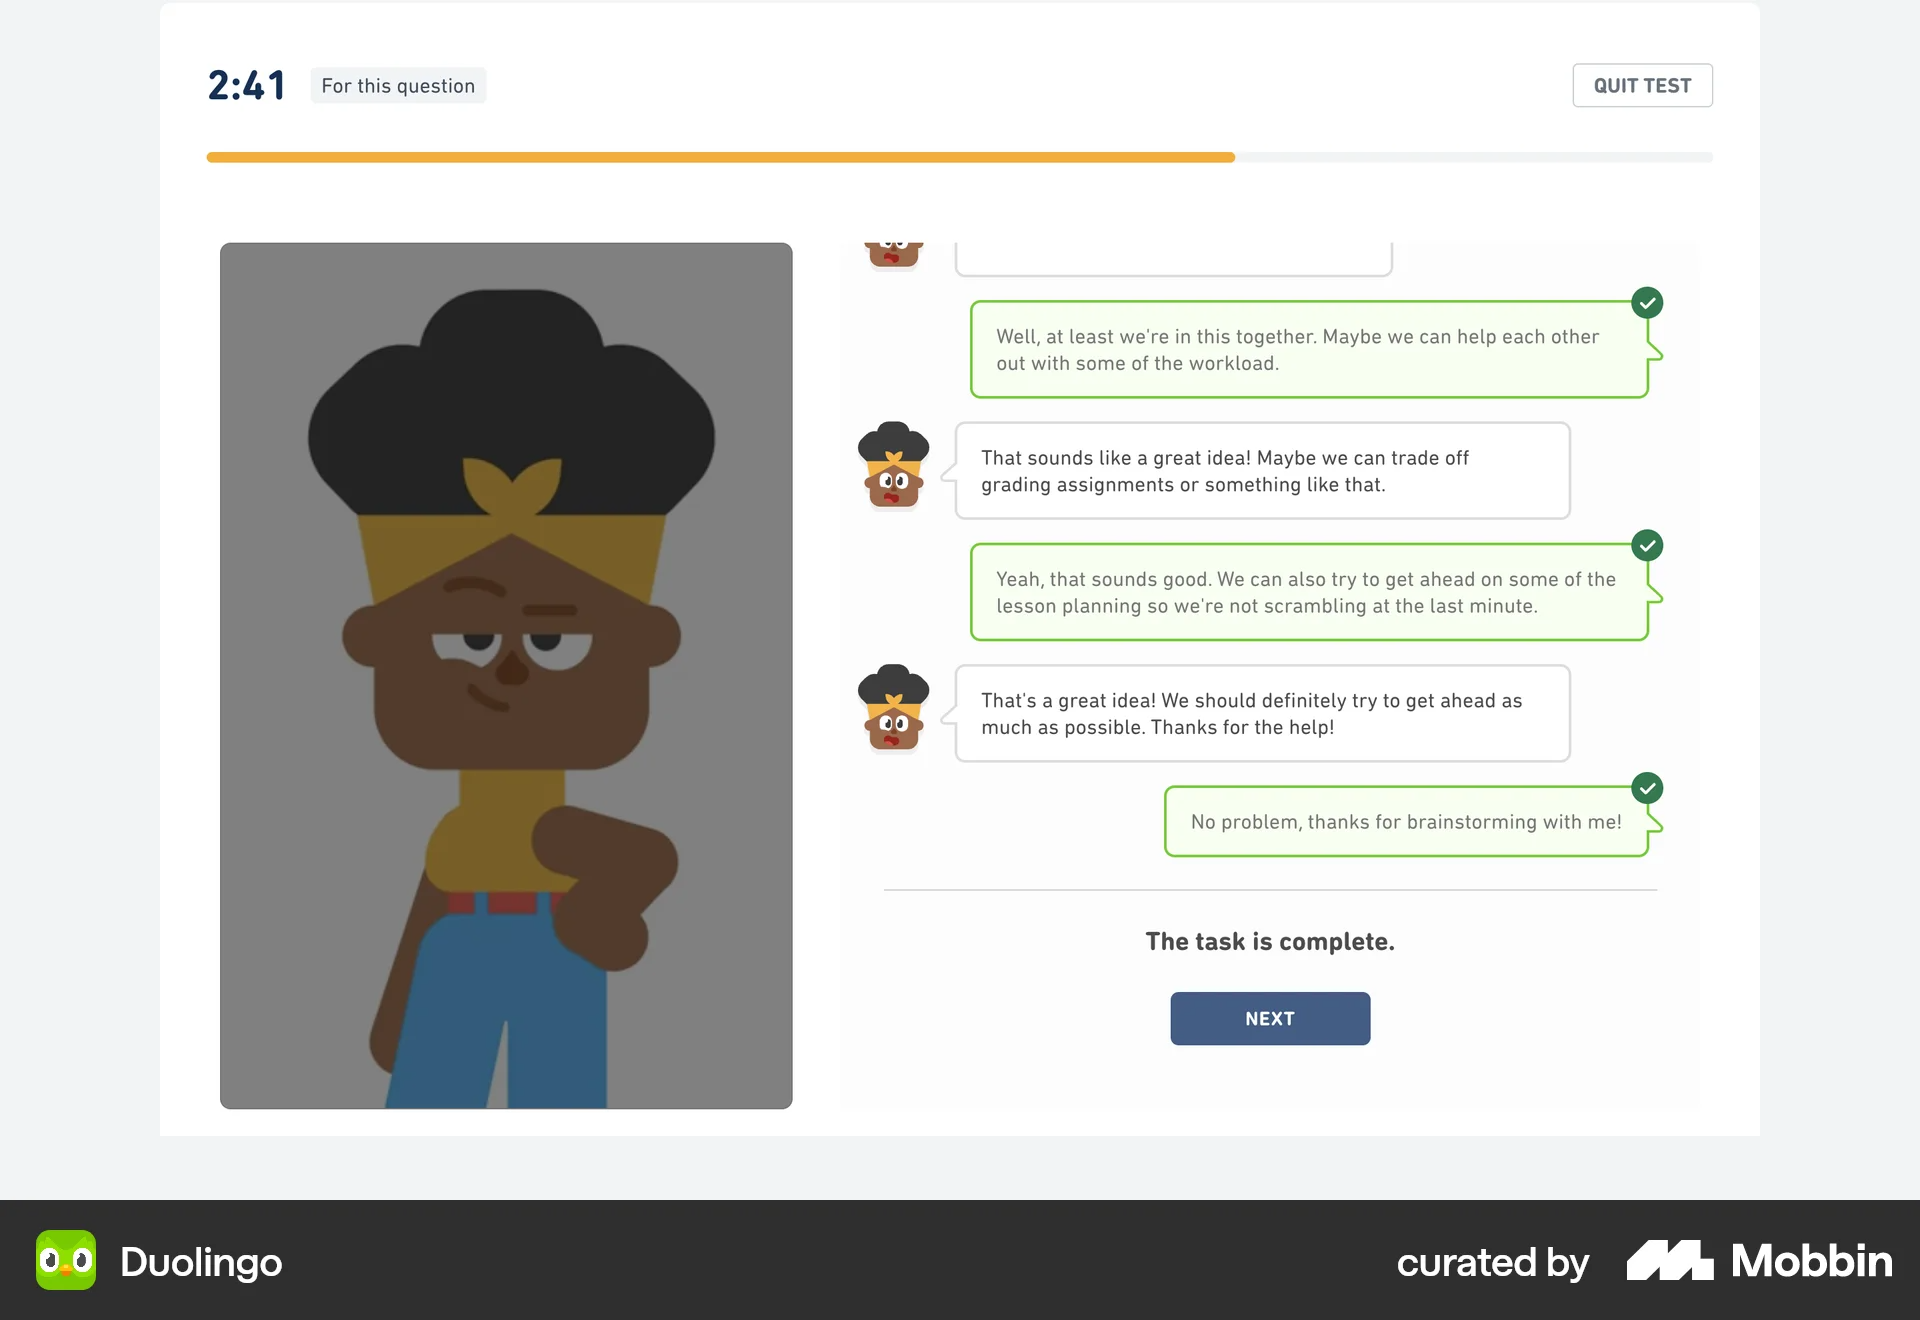 2:41
For this question
QUIT TEST
Well, at least we're in this together. Maybe we can help each other
out with some of the workload.
That sounds like a great idea! Maybe we can trade off
grading assignments or something like that.
Yeah, that sounds good. We can also try to get ahead on some of the
lesson planning so we're not scrambling at the last minute.
That's a great idea! We should definitely try to get ahead as
much as possible. Thanks for the help!
No problem, thanks for brainstorming with me!
The task is complete.
NEXT
Duolingo
curated by
Mobbin